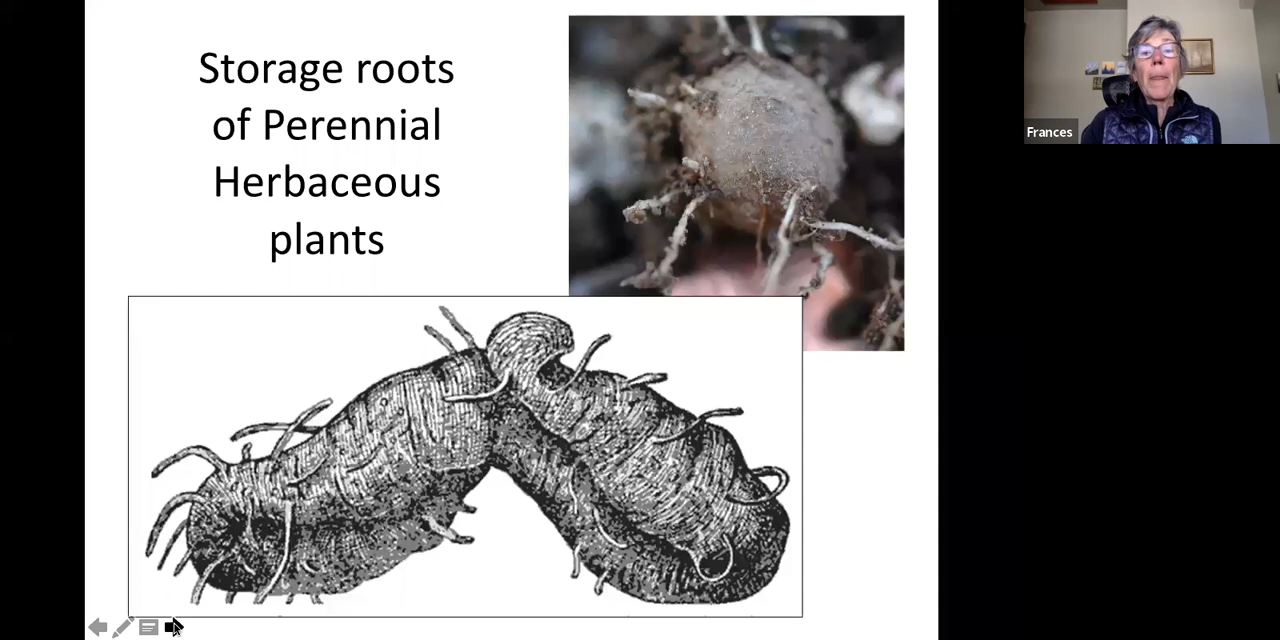 Storage roots
of Perennial
Herbaceous
plants
Frances